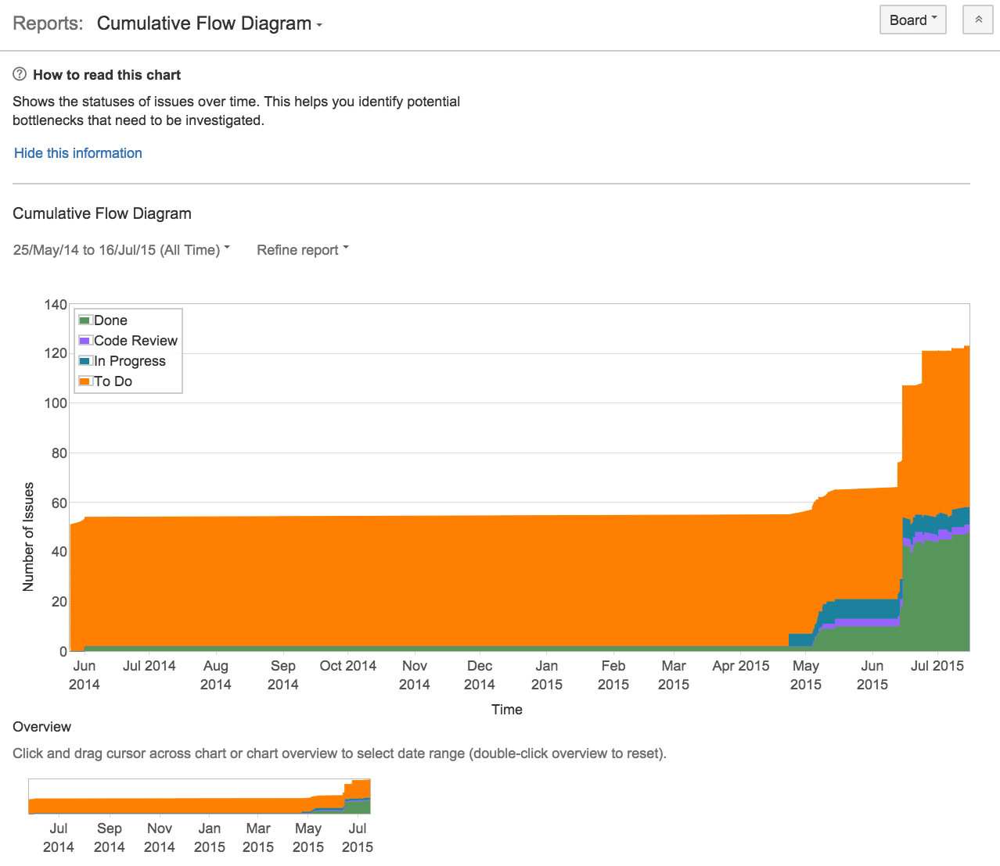 Reports: Cumulative Flow Diagram
Board
How to read this chart
Shows the statuses of issues over time. This helps you identify potential
bottlenecks that need to be investigated.
Hide this information
Cumulative Flow Diagram
25/May/14 to 16/Jul/15 (All Time)
Refine report
140
120
100
80
60
40
20
0
Number of Issues
Done
Code Review
In Progress
To Do
Jun
2014
Jul 2014
Aug
2014
Sep
2014
Oct 2014
Nov
2014
Dec
2014
Jan
2015
Feb
2015
Mar
2015
Apr 2015
May
2015
Jun
2015
Jul 2015
Time
Overview
Click and drag cursor across chart or chart overview to select date range (double-click overview to reset).
Jul
2014
Sep
2014
Nov
2014
Jan
2015
Mar
2015
May
2015
Jul
2015